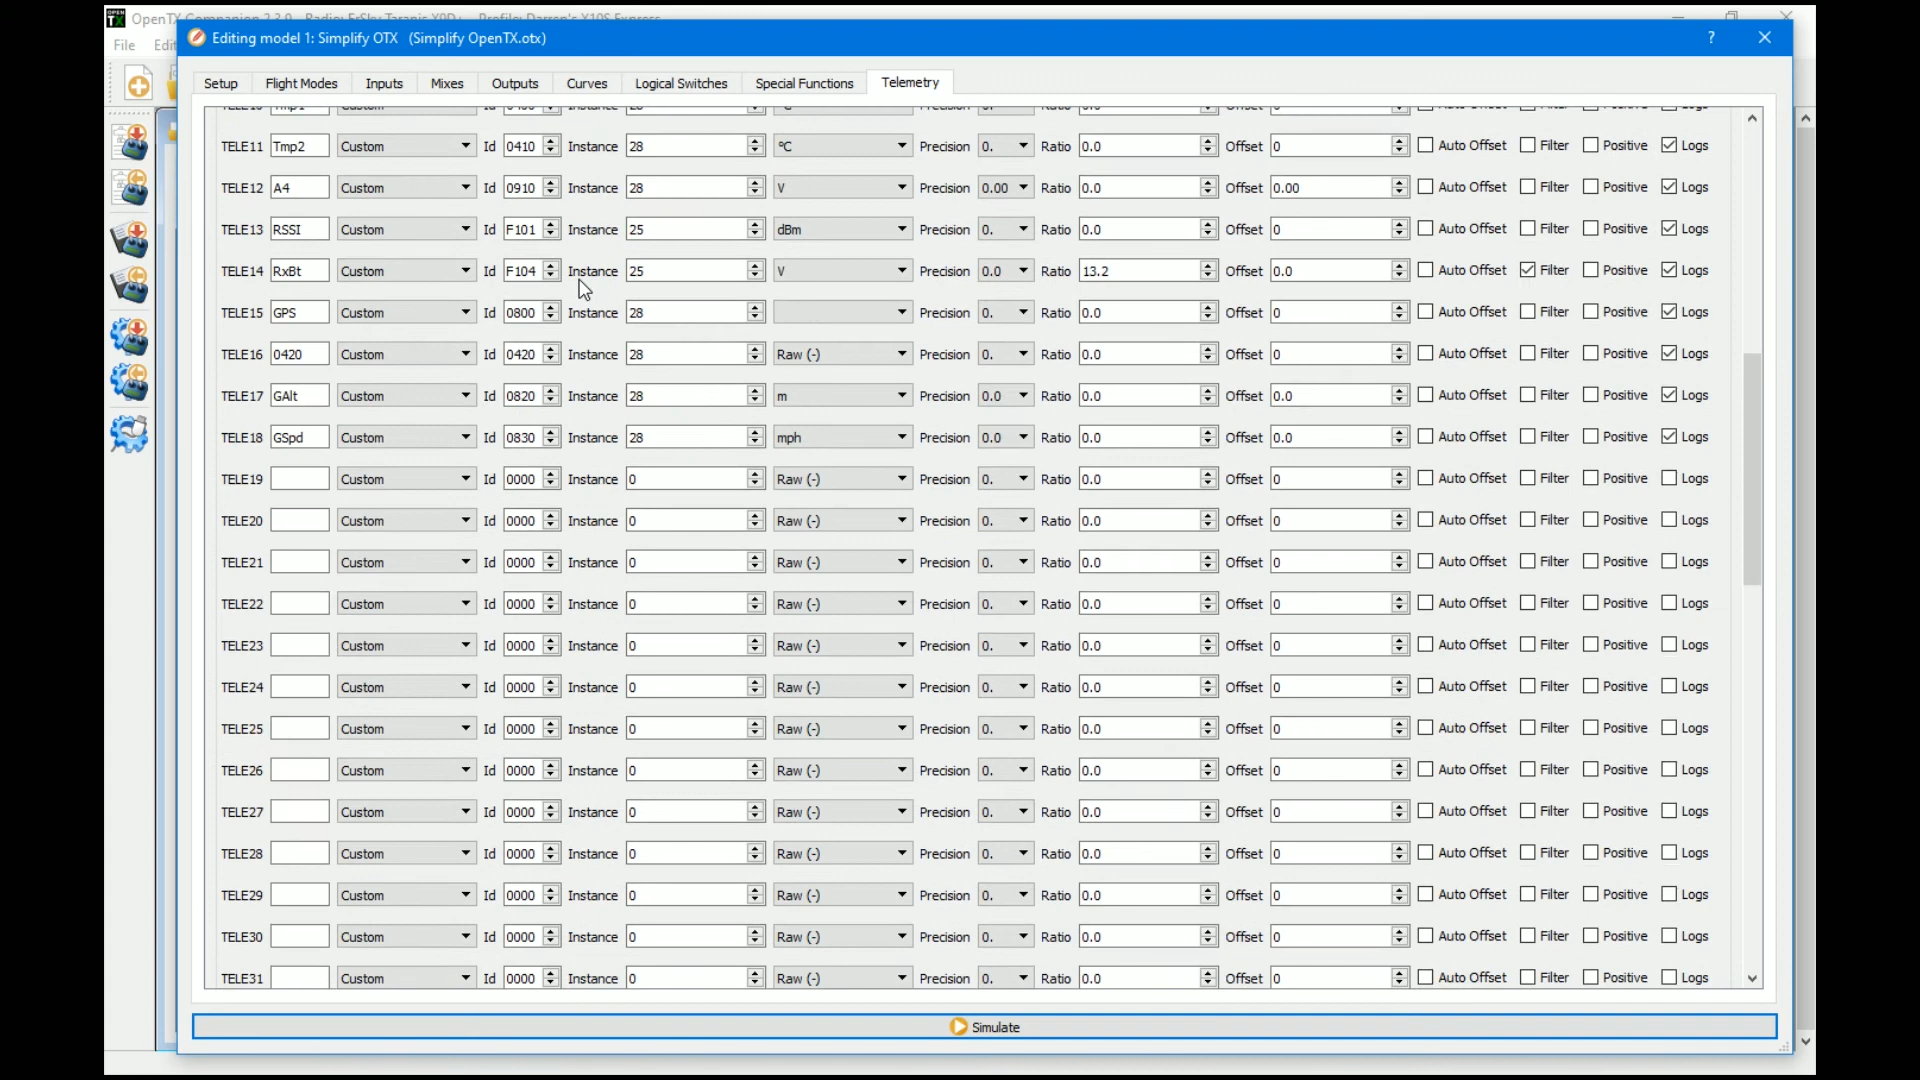 OpenTX Companion 2.3.9 - Radio: FrSky Taranis X9D+ - Profile: Darren's X10S Express
File Edi
Editing model 1: Simplify OTX (Simplify OpenTX.otx) ?
Setup Flight Modes Inputs Mixes Outputs Curves Logical Switches Special Functions Telemetry
TELE11 Tmp2 Custom Id 0410 Instance 28 °C Precision 0. Ratio 0.0 Offset 0 Auto Offset Filter Positive Logs
TELE12 A4 Custom Id 0910 Instance 28 V Precision 0.00 Ratio 0.0 Offset 0.00 Auto Offset Filter Positive Logs
TELE13 RSSI Custom Id F101 Instance 25 dBm Precision 0. Ratio 0.0 Offset 0 Auto Offset Filter Positive Logs
TELE14 RxBt Custom Id F104 Instance 25 V Precision 0.0 Ratio 13.2 Offset 0.0 Auto Offset Filter Positive Logs
TELE15 GPS Custom Id 0800 Instance 28 Precision 0. Ratio 0.0 Offset 0 Auto Offset Filter Positive Logs
TELE16 0420 Custom Id 0420 Instance 28 Raw (-) Precision 0. Ratio 0.0 Offset 0 Auto Offset Filter Positive Logs
TELE17 GAlt Custom Id 0820 Instance 28 m Precision 0.0 Ratio 0.0 Offset 0.0 Auto Offset Filter Positive Logs
TELE18 GSpd Custom Id 0830 Instance 28 mph Precision 0.0 Ratio 0.0 Offset 0.0 Auto Offset Filter Positive Logs
TELE19 Custom Id 0000 Instance 0 Raw (-) Precision 0. Ratio 0.0 Offset 0 Auto Offset Filter Positive Logs
TELE20 Custom Id 0000 Instance 0 Raw (-) Precision 0. Ratio 0.0 Offset 0 Auto Offset Filter Positive Logs
TELE21 Custom Id 0000 Instance 0 Raw (-) Precision 0. Ratio 0.0 Offset 0 Auto Offset Filter Positive Logs
TELE22 Custom Id 0000 Instance 0 Raw (-) Precision 0. Ratio 0.0 Offset 0 Auto Offset Filter Positive Logs
TELE23 Custom Id 0000 Instance 0 Raw (-) Precision 0. Ratio 0.0 Offset 0 Auto Offset Filter Positive Logs
TELE24 Custom Id 0000 Instance 0 Raw (-) Precision 0. Ratio 0.0 Offset 0 Auto Offset Filter Positive Logs
TELE25 Custom Id 0000 Instance 0 Raw (-) Precision 0. Ratio 0.0 Offset 0 Auto Offset Filter Positive Logs
TELE26 Custom Id 0000 Instance 0 Raw (-) Precision 0. Ratio 0.0 Offset 0 Auto Offset Filter Positive Logs
TELE27 Custom Id 0000 Instance 0 Raw (-) Precision 0. Ratio 0.0 Offset 0 Auto Offset Filter Positive Logs
TELE28 Custom Id 0000 Instance 0 Raw (-) Precision 0. Ratio 0.0 Offset 0 Auto Offset Filter Positive Logs
TELE29 Custom Id 0000 Instance 0 Raw (-) Precision 0. Ratio 0.0 Offset 0 Auto Offset Filter Positive Logs
TELE30 Custom Id 0000 Instance 0 Raw (-) Precision 0. Ratio 0.0 Offset 0 Auto Offset Filter Positive Logs
TELE31 Custom Id 0000 Instance 0 Raw (-) Precision 0. Ratio 0.0 Offset 0 Auto Offset Filter Positive Logs
Simulate